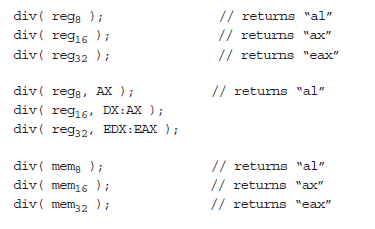 div( reg8 ); // returns “al”
div( reg16 ); // returns “ax”
div( reg32 ); // returns “eax”
div( reg8, AX ); // returns “al”
div( reg16, DX:AX );
div( reg32, EDX:EAX );
div( mem8 ); // returns “al”
div( mem16 ); // returns “ax”
div( mem32 ); // returns “eax”